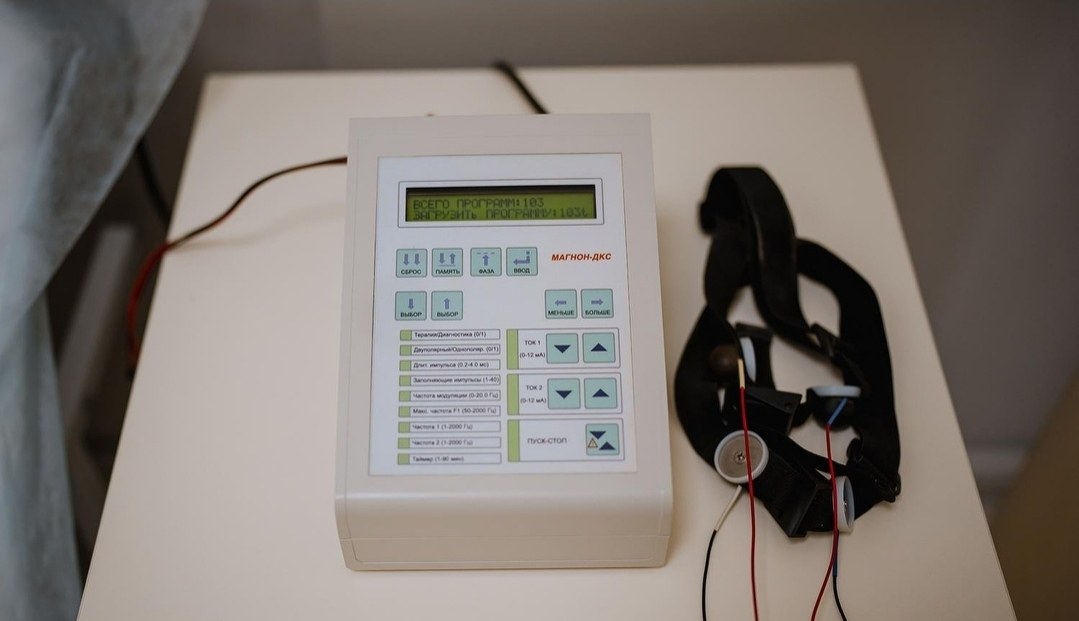 ВСЕГО ПРОГРАММ:103
ЗАГРУЗИТЬ ПРОГРАММУ:103t
СБРОС
ПАМЯТЬ
ФАЗА
ВВОД
МАГНОН-ДКС
ВЫБОР
ВЫБОР
МЕНЬШЕ
БОЛЬШЕ
Терапия/Диагностика (0/1)
Двуполярный/Однополяр. (0/1)
Длит. импульса (0.2-4.0 мс)
Заполняющие импульсы (1-40)
Частота модуляции (0-20.0 Гц)
Макс. частота F1 (50-2000 Гц)
Частота 1 (1-2000 Гц)
Частота 2 (1-2000 Гц)
Таймер (1-90 мин)
ТОК 1
(0-12 мА)
ТОК 2
(0-12 мА)
ПУСК-СТОП